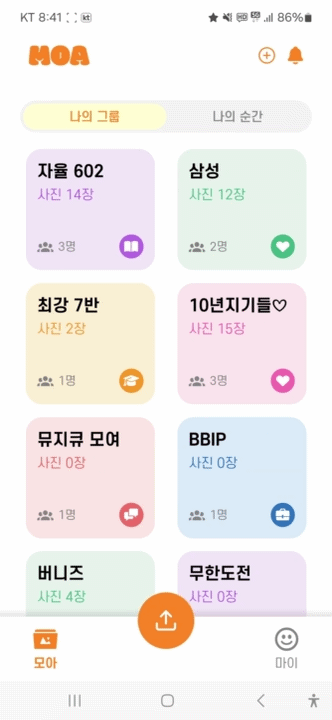 KT 8:41 kt 86%
MOA
나의 그룹 나의 순간
자율 602
사진 14장
3명
삼성
사진 12장
2명
최강 7반
사진 2장
1명
10년지기들♡
사진 15장
3명
뮤지큐 모여
사진 0장
1명
BBIP
사진 0장
1명
버니즈
사진 4장
무한도전
사진 0장
모아 마이